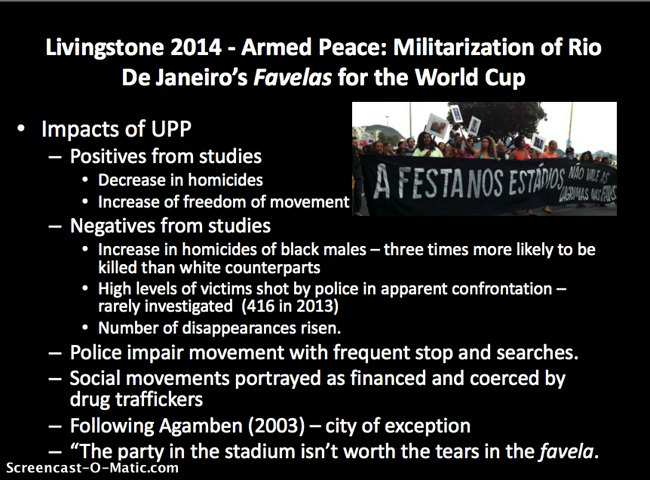 Livingstone 2014 - Armed Peace: Militarization of Rio
De Janeiro’s Favelas for the World Cup
• Impacts of UPP
– Positives from studies
• Decrease in homicides
• Increase of freedom of movement
A FESTA NOS ESTÁDIOS NÃO VALE AS
LÁGRIMAS NAS FAVELAS
– Negatives from studies
• Increase in homicides of black males – three times more likely to be
killed than white counterparts
• High levels of victims shot by police in apparent confrontation –
rarely investigated  (416 in 2013)
• Number of disappearances risen.
– Police impair movement with frequent stop and searches.
– Social movements portrayed as financed and coerced by
drug traffickers
– Following Agamben (2003) – city of exception
– “The party in the stadium isn’t worth the tears in the favela.
Screencast-O-Matic.com